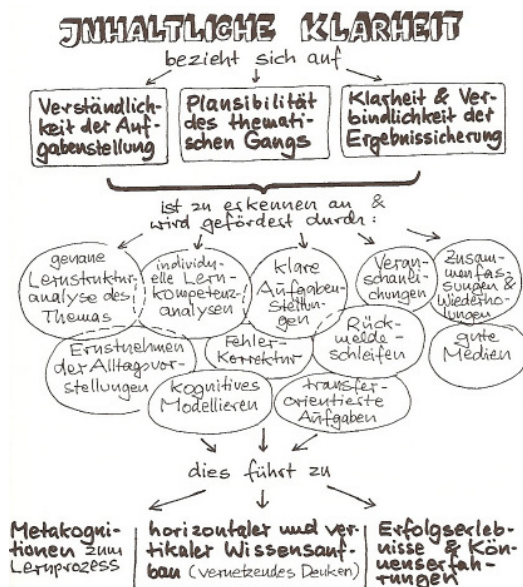 INHALTLICHE KLARHEIT
bezieht sich auf
Verständlich-
keit der Auf-
gabenstellung
Plausibilität
des themati-
schen Gangs
Klarheit & Ver-
bindlichkeit der
Ergebnissicherung
ist zu erkennen an &
wird gefördert durch:
genaue
Lernstruktur-
analyse des
Themas
individu-
elle Lern-
kompetenz-
analysen
klare
Aufgaben-
stellun-
gen
Veran-
schauli-
chungen
Zusam-
menfas-
sungen &
Wiederho-
lungen
Ernstnehmen
der Alltagsvor-
stellungen
Fehler-
korrektur
Rück-
melde-
schleifen
gute
Medien
kognitives
Modellieren
transfer-
orientierte
Aufgaben
dies führt zu
Metakogni-
tionen zum
Lernprozess
horizontaler und ver-
tikaler Wissensauf-
bau (vernetzendes Denken)
Erfolgserleb-
nisse & Kön-
nenserfah-
rungen